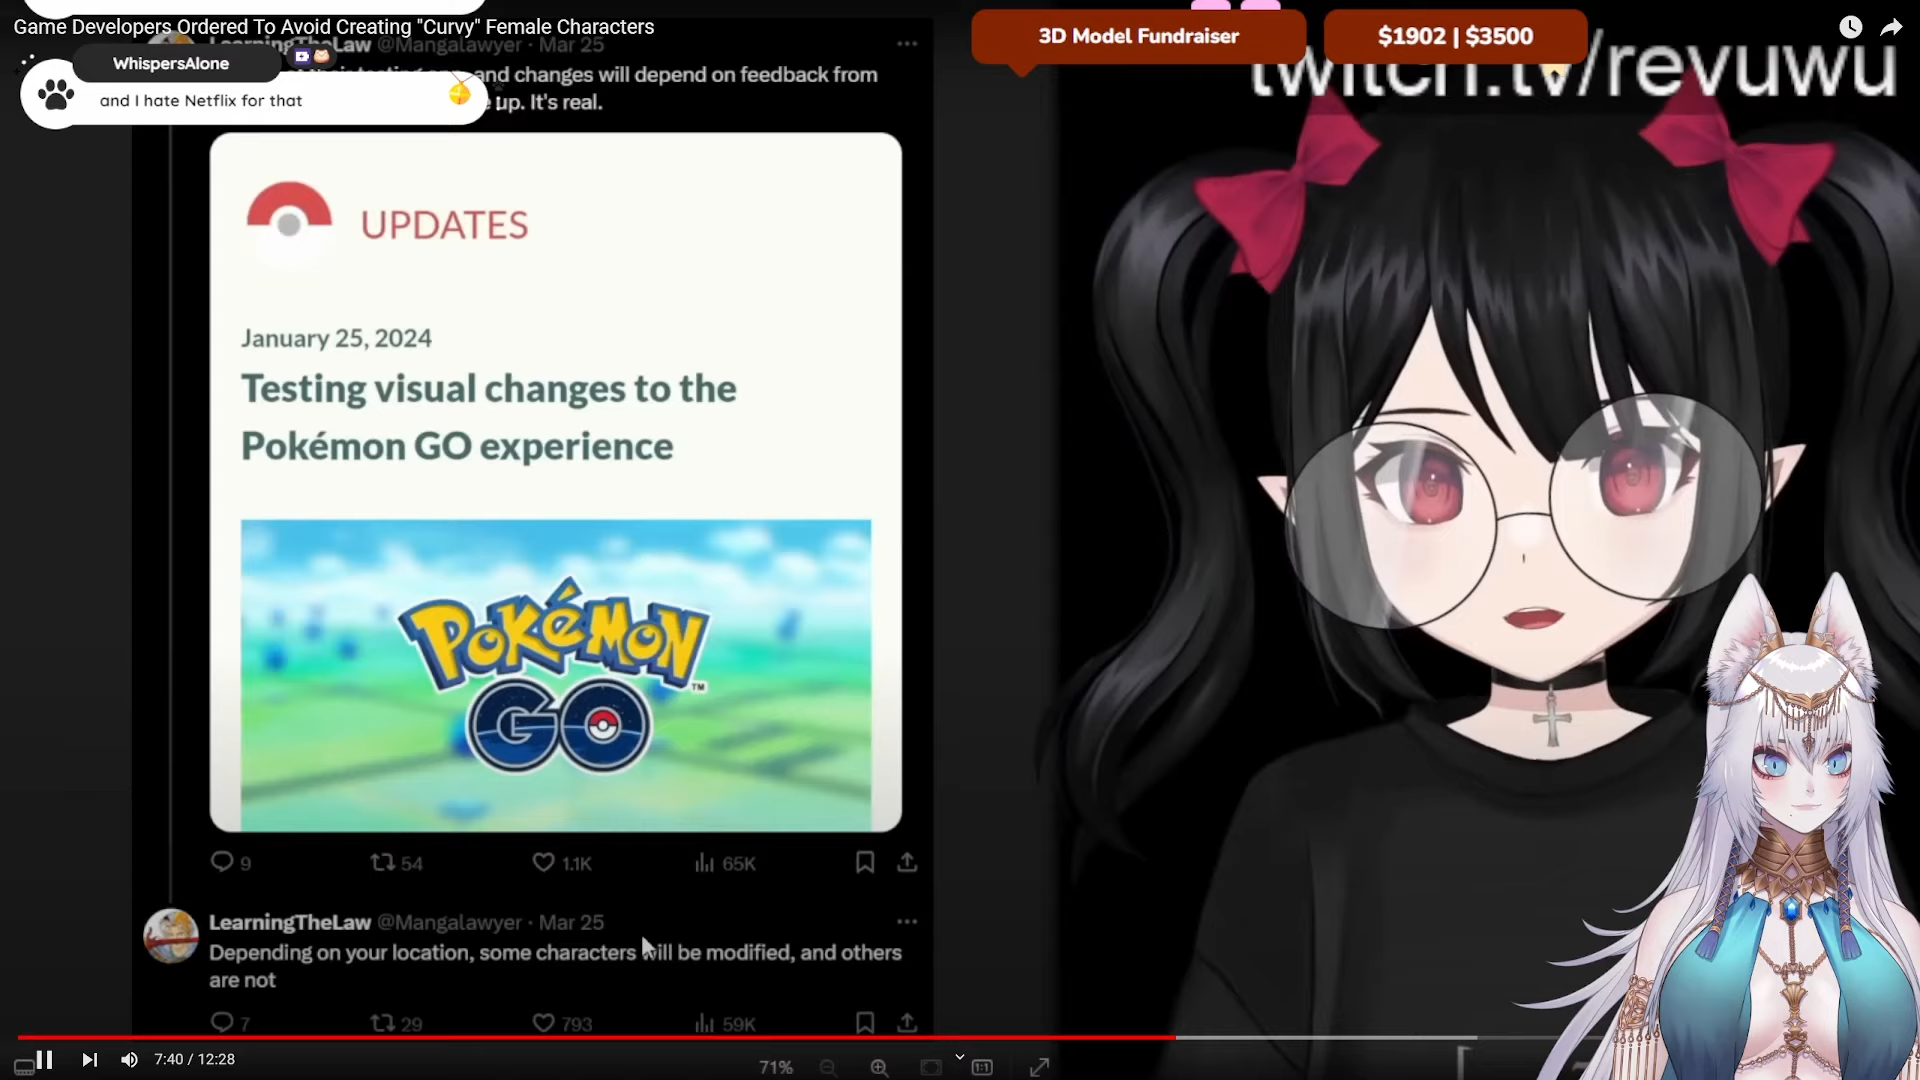 Game Developers Ordered To Avoid Creating "Curvy" Female Characters
3D Model Fundraiser
$1902 | $3500
twitch.tv/revuwu
LearningTheLaw @Mangalawyer · Mar 25
WhispersAlone
and I hate Netflix for that
and changes will depend on feedback from
up. It's real.
UPDATES
January 25, 2024
Testing visual changes to the
Pokémon GO experience
POKÉMON
GO
TM
9 54 1.1K 65K
LearningTheLaw @Mangalawyer · Mar 25
Depending on your location, some characters will be modified, and others
are not
7 29 793 59K
7:40 / 12:28
71%
1:1